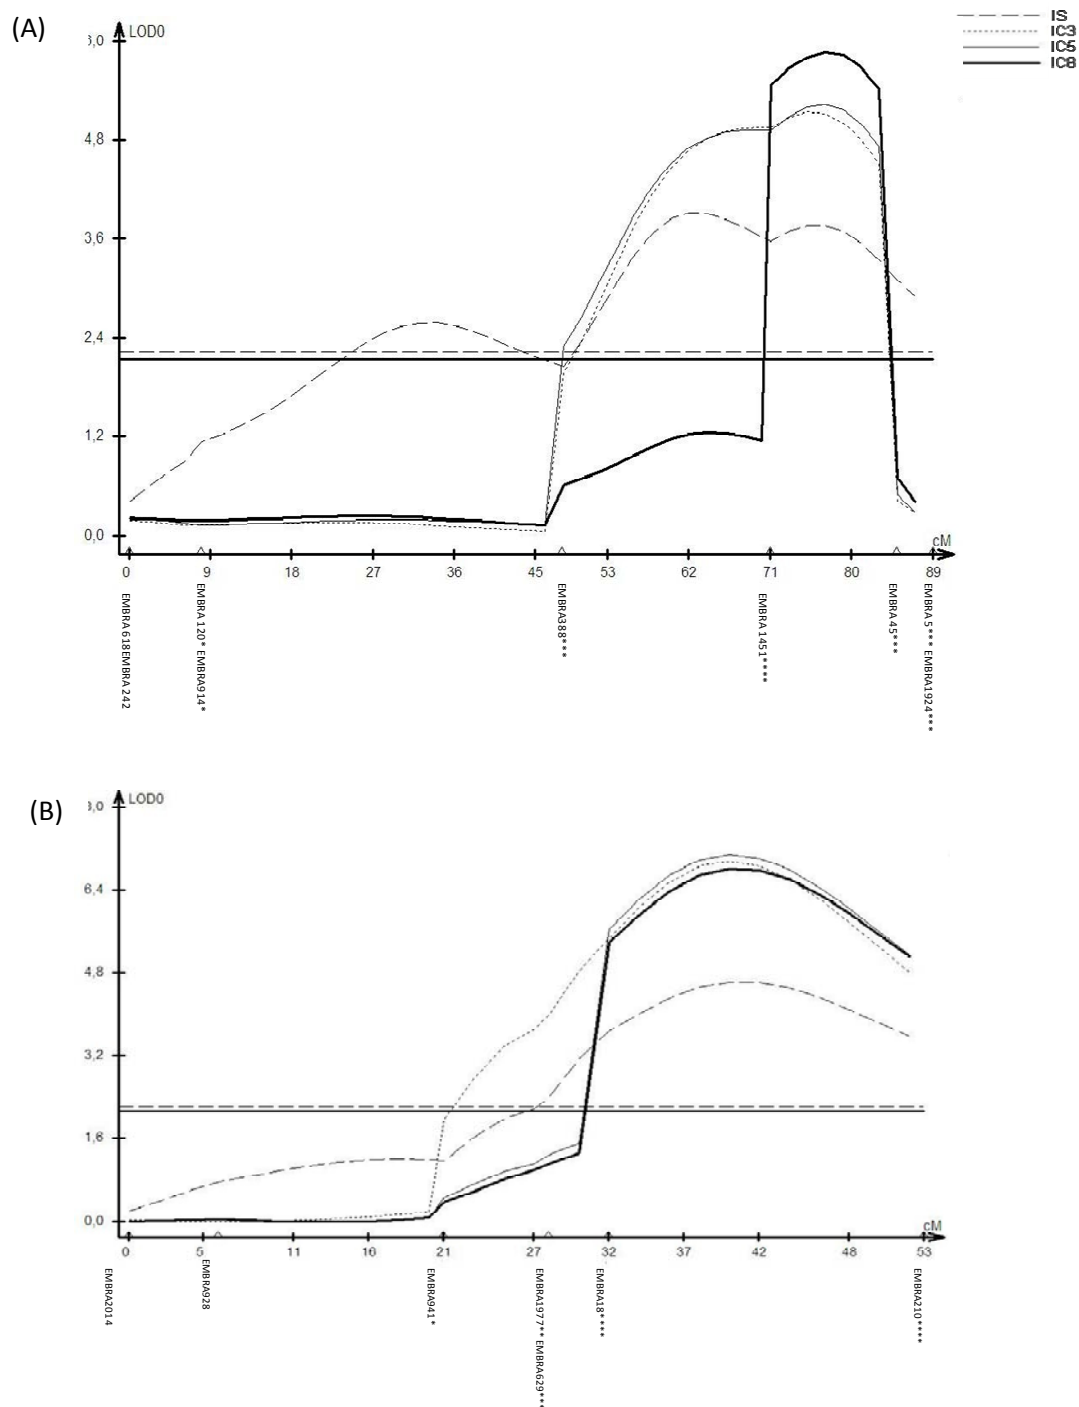 (A)
LOD0
IS
IC3
IC5
IC8
4,8
3,6
2,4
1,2
0,0
cM
0 9 18 27 36 45 53 62 71 80 89
EMBRA618EMBRA242
EMBRA120* EMBRA914*
EMBRA388***
EMBRA1451****
EMBRA45***
EMBRA5*** EMBRA1924***
(B)
LOD0
6,4
4,8
3,2
1,6
0,0
cM
0 5 11 16 21 27 32 37 42 48 53
EMBRA2014
EMBRA928
EMBRA941*
EMBRA1977** EMBRA629***
EMBRA18****
EMBRA210****